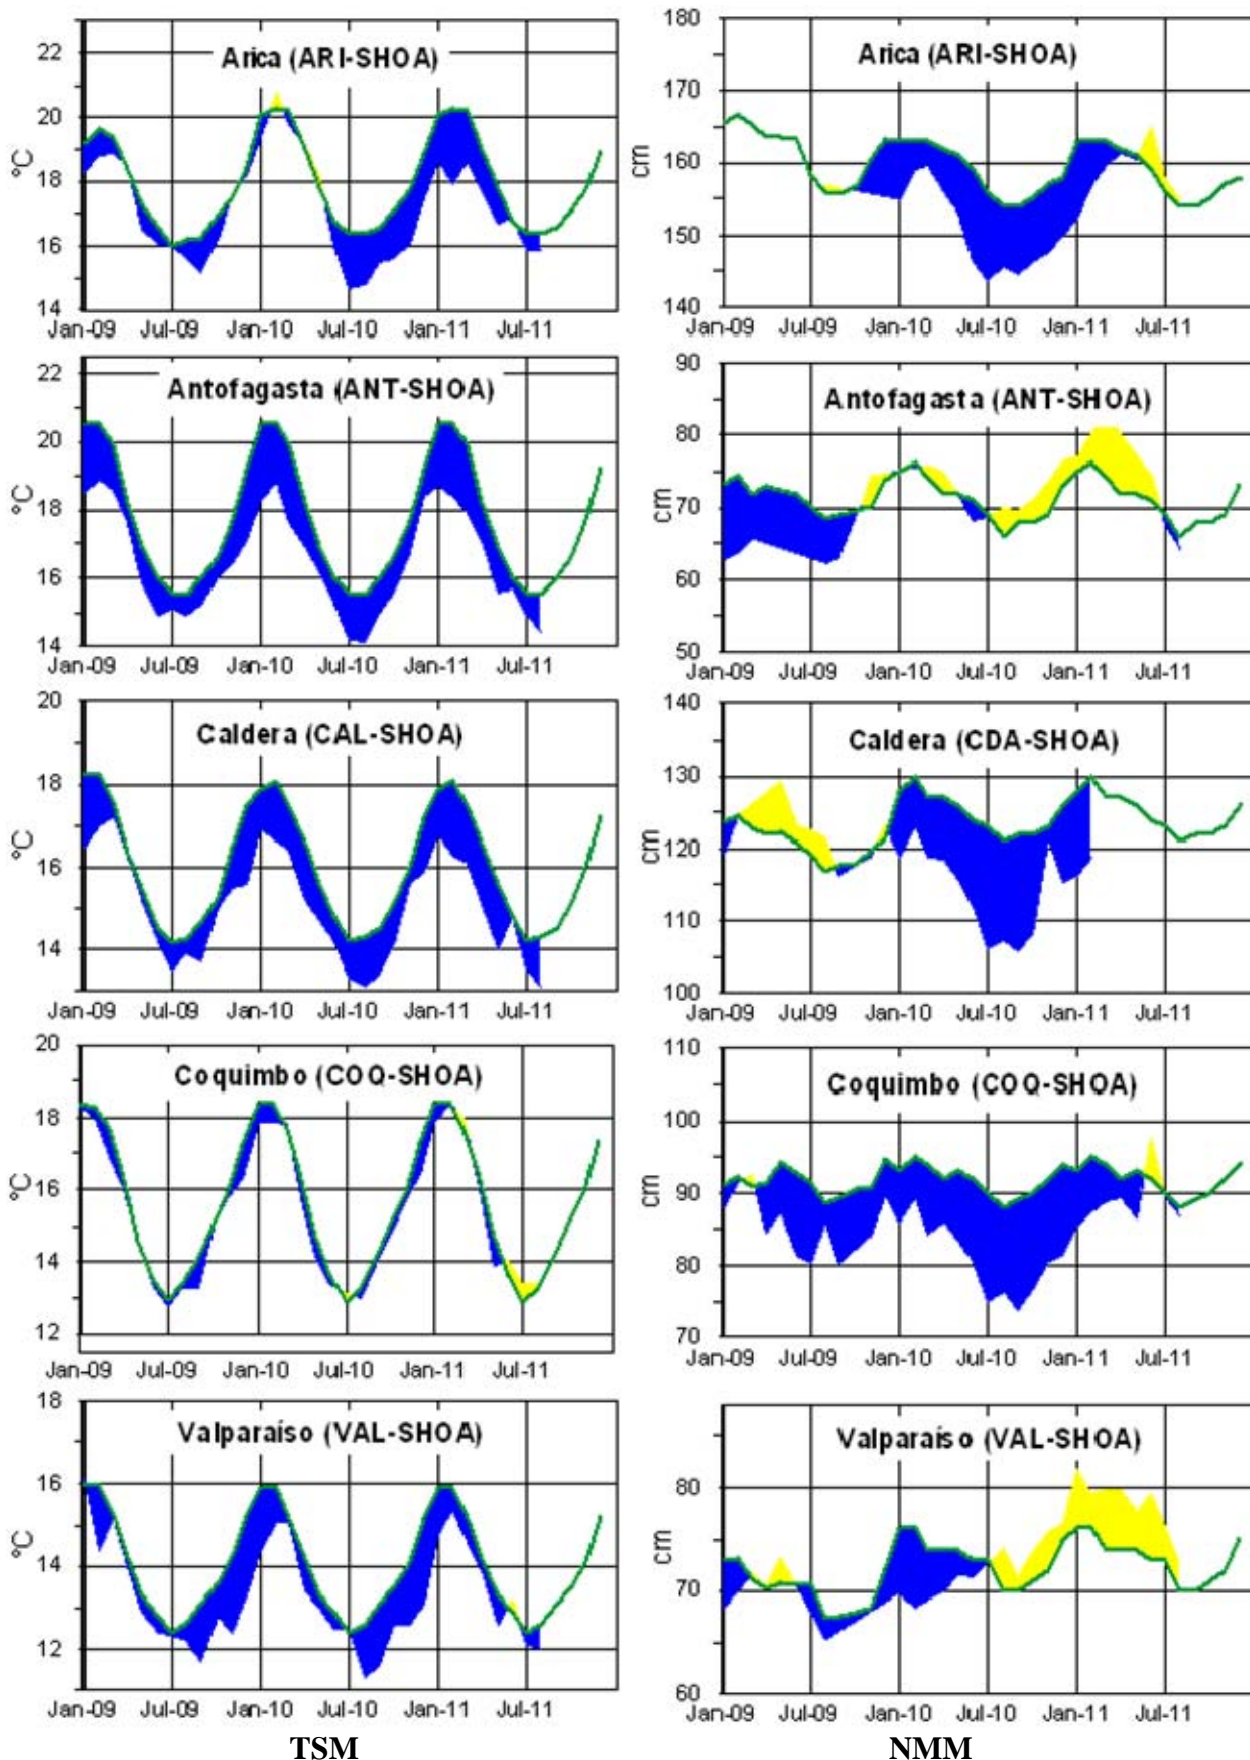 Arica (ARI-SHOA)
°C
22
20
18
16
14
Jan-09 Jul-09 Jan-10 Jul-10 Jan-11 Jul-11
Arica (ARI-SHOA)
cm
180
170
160
150
140
Jan-09 Jul-09 Jan-10 Jul-10 Jan-11 Jul-11
Antofagasta (ANT-SHOA)
°C
22
20
18
16
14
Jan-09 Jul-09 Jan-10 Jul-10 Jan-11 Jul-11
Antofagasta (ANT-SHOA)
cm
90
80
70
60
50
Jan-09 Jul-09 Jan-10 Jul-10 Jan-11 Jul-11
Caldera (CAL-SHOA)
°C
20
18
16
14
Jan-09 Jul-09 Jan-10 Jul-10 Jan-11 Jul-11
Caldera (CDA-SHOA)
cm
140
130
120
110
100
Jan-09 Jul-09 Jan-10 Jul-10 Jan-11 Jul-11
Coquimbo (COQ-SHOA)
°C
20
18
16
14
12
Jan-09 Jul-09 Jan-10 Jul-10 Jan-11 Jul-11
Coquimbo (COQ-SHOA)
cm
110
100
90
80
70
Jan-09 Jul-09 Jan-10 Jul-10 Jan-11 Jul-11
Valparaíso (VAL-SHOA)
°C
18
16
14
12
Jan-09 Jul-09 Jan-10 Jul-10 Jan-11 Jul-11
Valparaíso (VAL-SHOA)
cm
80
70
60
Jan-09 Jul-09 Jan-10 Jul-10 Jan-11 Jul-11
TSM
NMM